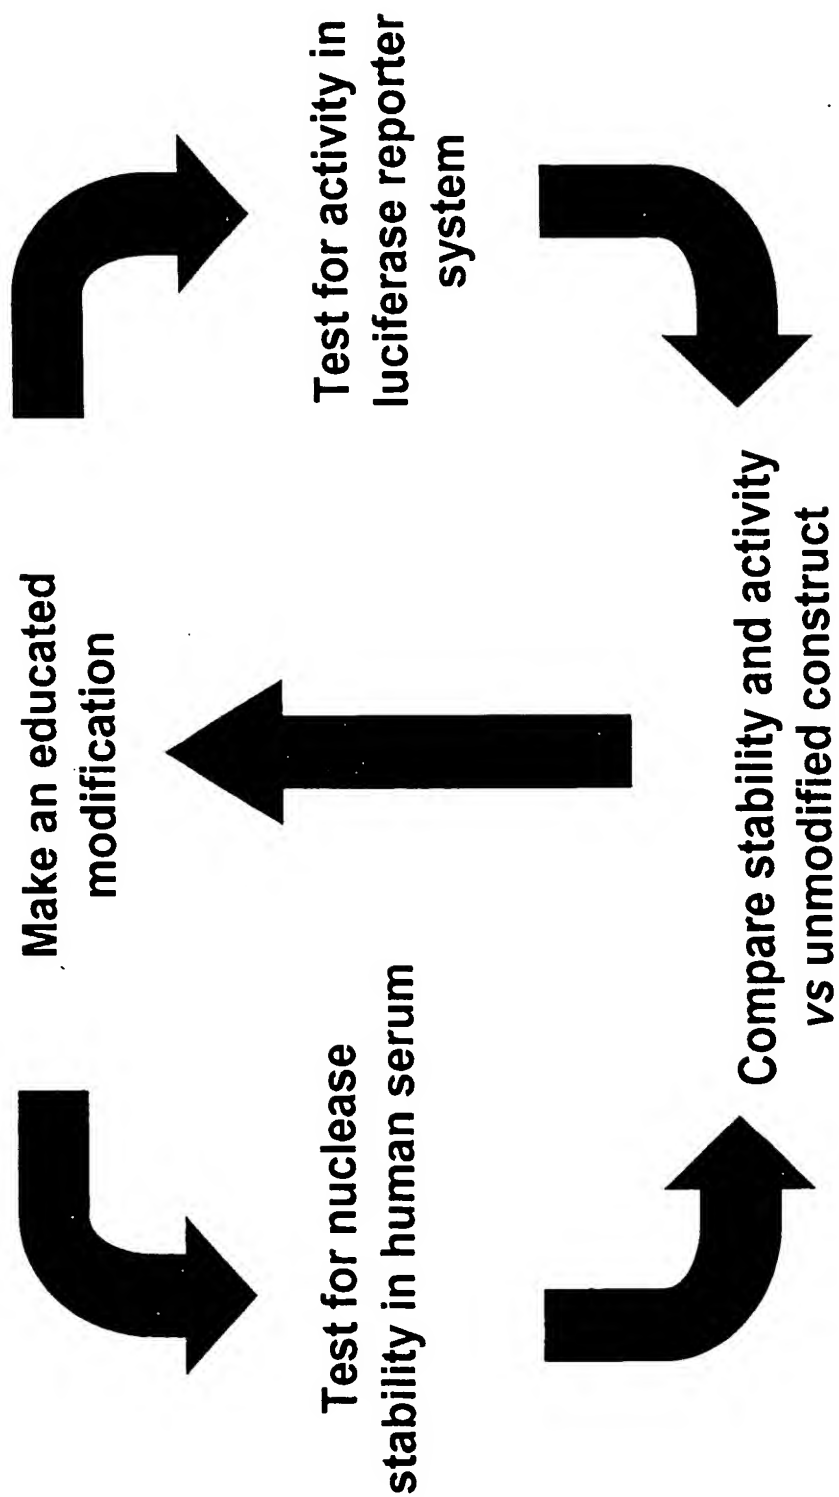 Make an educated
modification
Test for nuclease
stability in human serum
Test for activity in
luciferase reporter
system
Compare stability and activity
vs unmodified construct